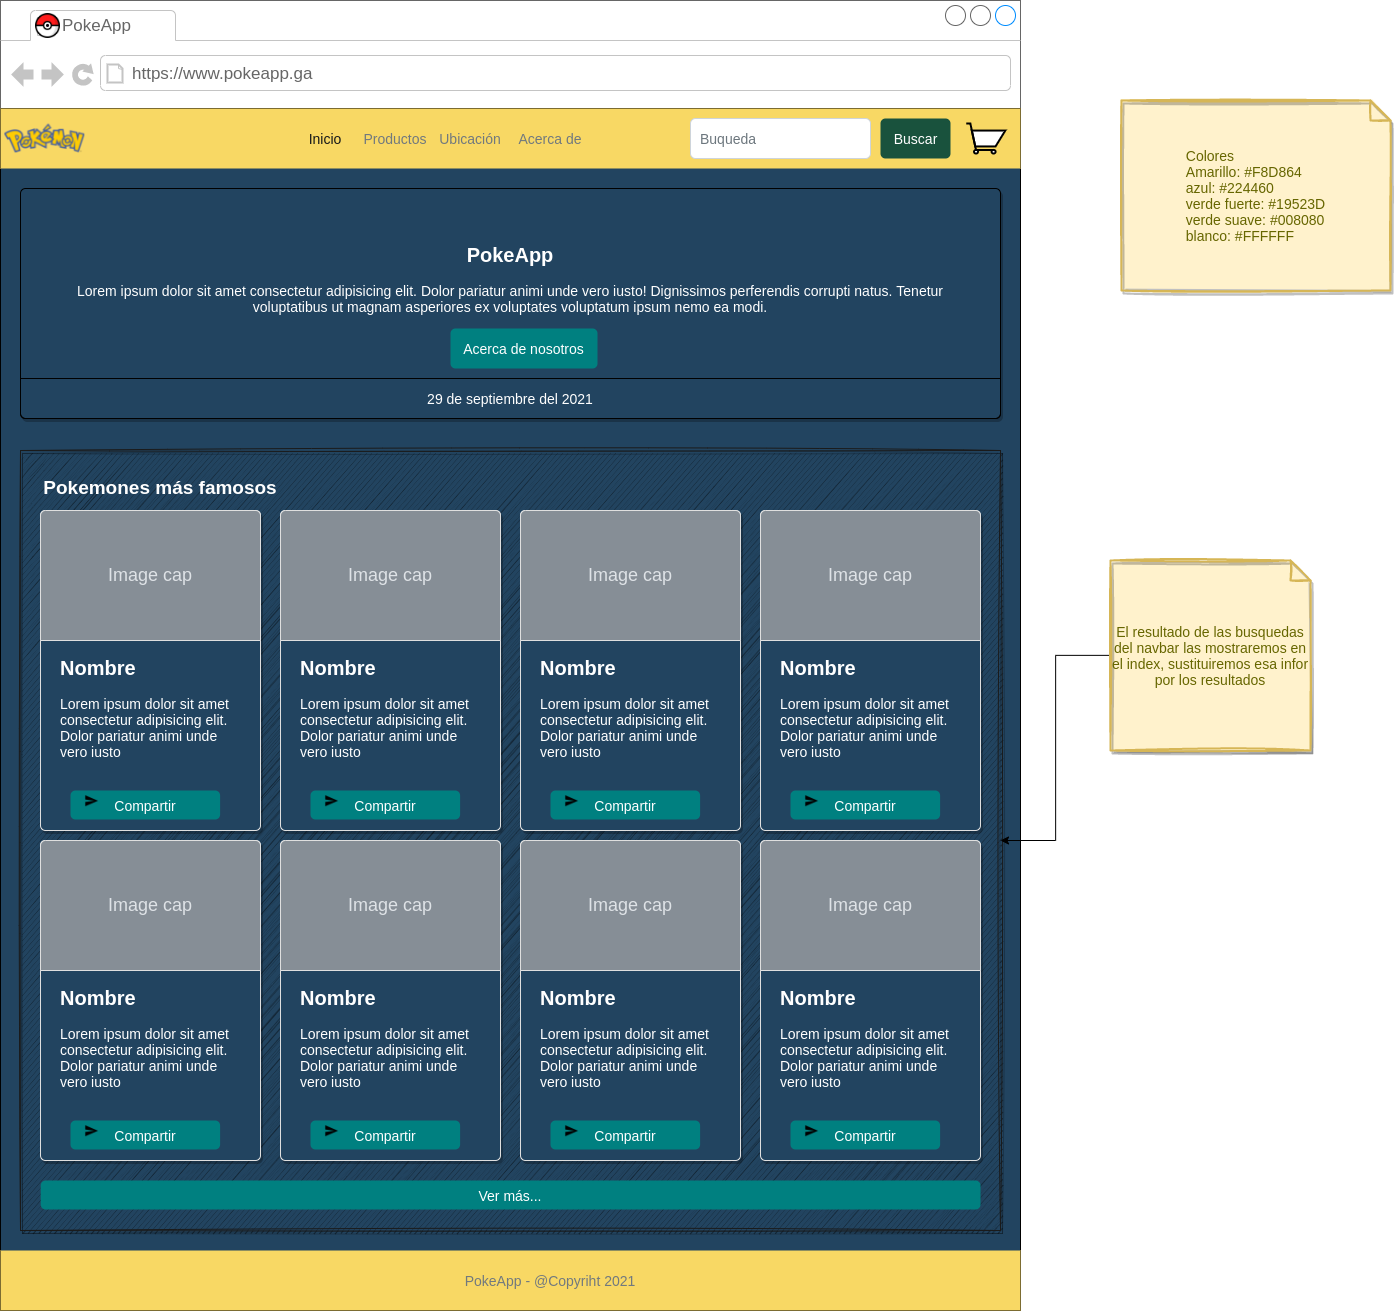 PokeApp
https://www.pokeapp.ga
Pokémon
Inicio
Productos
Ubicación
Acerca de
Buqueda
Buscar
PokeApp
Lorem ipsum dolor sit amet consectetur adipisicing elit. Dolor pariatur animi unde vero iusto! Dignissimos perferendis corrupti natus. Tenetur
voluptatibus ut magnam asperiores ex voluptates voluptatum ipsum nemo ea modi.
Acerca de nosotros
29 de septiembre del 2021
Pokemones más famosos
Image cap
Nombre
Lorem ipsum dolor sit amet
consectetur adipisicing elit.
Dolor pariatur animi unde
vero iusto
Compartir
Image cap
Nombre
Lorem ipsum dolor sit amet
consectetur adipisicing elit.
Dolor pariatur animi unde
vero iusto
Compartir
Image cap
Nombre
Lorem ipsum dolor sit amet
consectetur adipisicing elit.
Dolor pariatur animi unde
vero iusto
Compartir
Image cap
Nombre
Lorem ipsum dolor sit amet
consectetur adipisicing elit.
Dolor pariatur animi unde
vero iusto
Compartir
Image cap
Nombre
Lorem ipsum dolor sit amet
consectetur adipisicing elit.
Dolor pariatur animi unde
vero iusto
Compartir
Image cap
Nombre
Lorem ipsum dolor sit amet
consectetur adipisicing elit.
Dolor pariatur animi unde
vero iusto
Compartir
Image cap
Nombre
Lorem ipsum dolor sit amet
consectetur adipisicing elit.
Dolor pariatur animi unde
vero iusto
Compartir
Image cap
Nombre
Lorem ipsum dolor sit amet
consectetur adipisicing elit.
Dolor pariatur animi unde
vero iusto
Compartir
Ver más...
PokeApp - @Copyriht 2021
Colores
Amarillo: #F8D864
azul: #224460
verde fuerte: #19523D
verde suave: #008080
blanco: #FFFFFF
El resultado de las busquedas
del navbar las mostraremos en
el index, sustituiremos esa infor
por los resultados